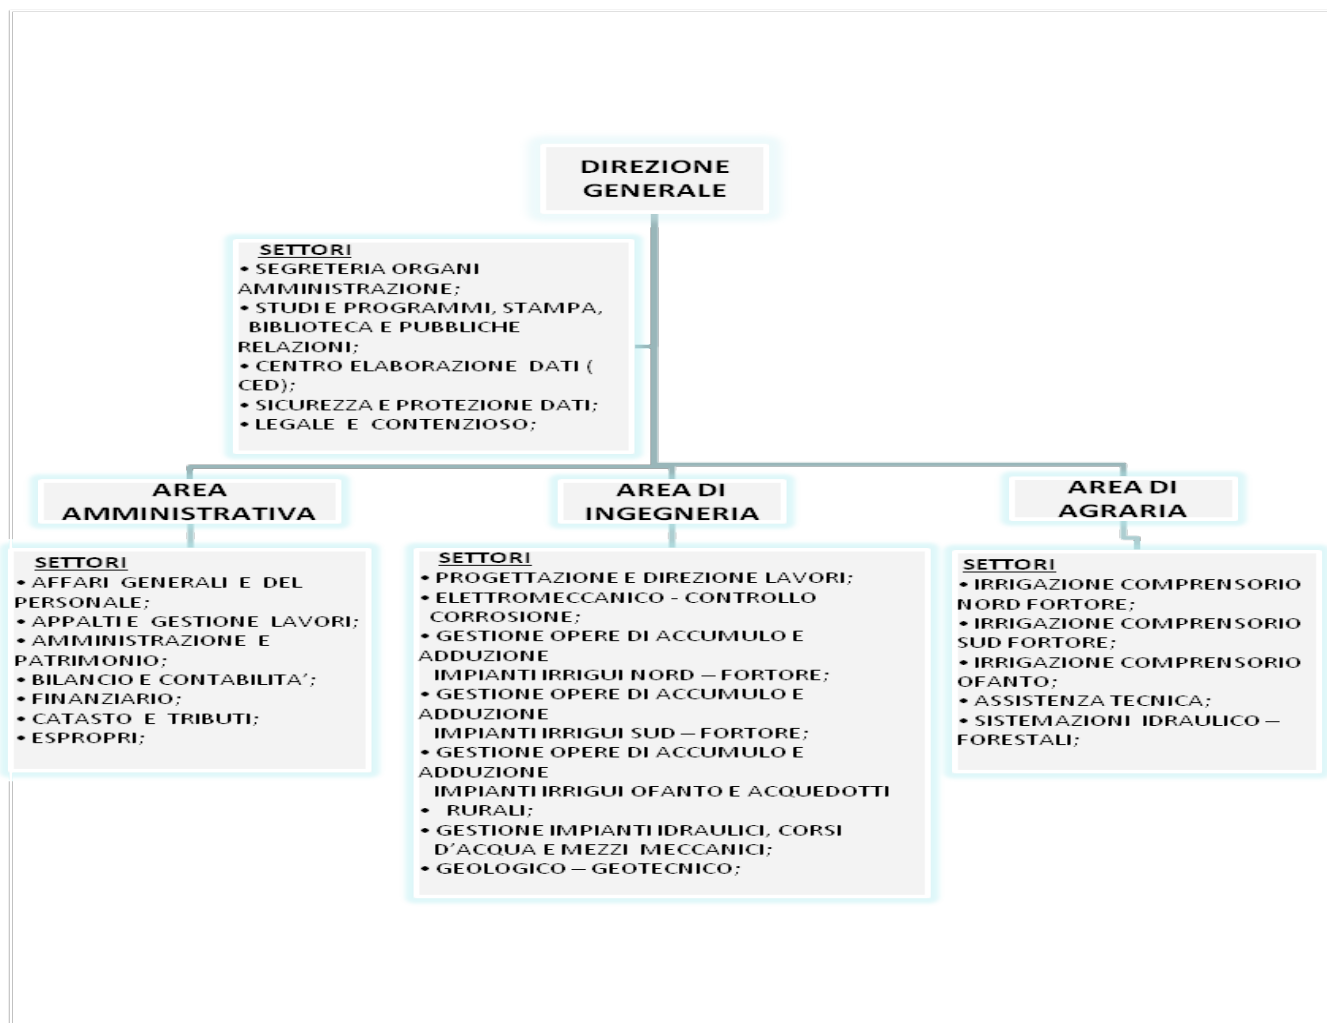 DIREZIONE
GENERALE
SETTORI
• SEGRETERIA ORGANI
AMMINISTRAZIONE;
• STUDI E PROGRAMMI, STAMPA,
BIBLIOTECA E PUBBLICHE
RELAZIONI;
• CENTRO ELABORAZIONE DATI (
CED);
• SICUREZZA E PROTEZIONE DATI;
• LEGALE E CONTENZIOSO;
AREA
AMMINISTRATIVA
SETTORI
• AFFARI GENERALI E DEL
PERSONALE;
• APPALTI E GESTIONE LAVORI;
• AMMINISTRAZIONE E
PATRIMONIO;
• BILANCIO E CONTABILITA’;
• FINANZIARIO;
• CATASTO E TRIBUTI;
• ESPROPRI;
AREA DI
INGEGNERIA
SETTORI
• PROGETTAZIONE E DIREZIONE LAVORI;
• ELETTROMECCANICO - CONTROLLO
CORROSIONE;
• GESTIONE OPERE DI ACCUMULO E
ADDUZIONE
IMPIANTI IRRIGUI NORD – FORTORE;
• GESTIONE OPERE DI ACCUMULO E
ADDUZIONE
IMPIANTI IRRIGUI SUD – FORTORE;
• GESTIONE OPERE DI ACCUMULO E
ADDUZIONE
IMPIANTI IRRIGUI OFANTO E ACQUEDOTTI
• RURALI;
• GESTIONE IMPIANTI IDRAULICI, CORSI
D’ACQUA E MEZZI MECCANICI;
• GEOLOGICO – GEOTECNICO;
AREA DI
AGRARIA
SETTORI
• IRRIGAZIONE COMPRENSORIO
NORD FORTORE;
• IRRIGAZIONE COMPRENSORIO
SUD FORTORE;
• IRRIGAZIONE COMPRENSORIO
OFANTO;
• ASSISTENZA TECNICA;
• SISTEMAZIONI IDRAULICO –
FORESTALI;